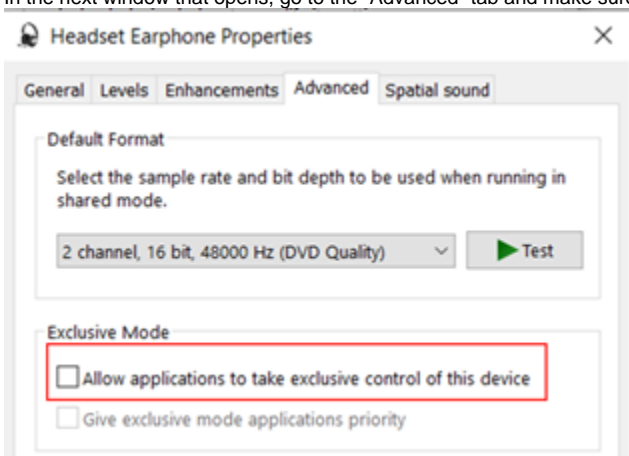 In the next window that opens, go to the "Advanced" tab and make sure
Headset Earphone Properties
General Levels Enhancements Advanced Spatial sound
Default Format
Select the sample rate and bit depth to be used when running in
shared mode.
2 channel, 16 bit, 48000 Hz (DVD Quality)
Test
Exclusive Mode
Allow applications to take exclusive control of this device
Give exclusive mode applications priority